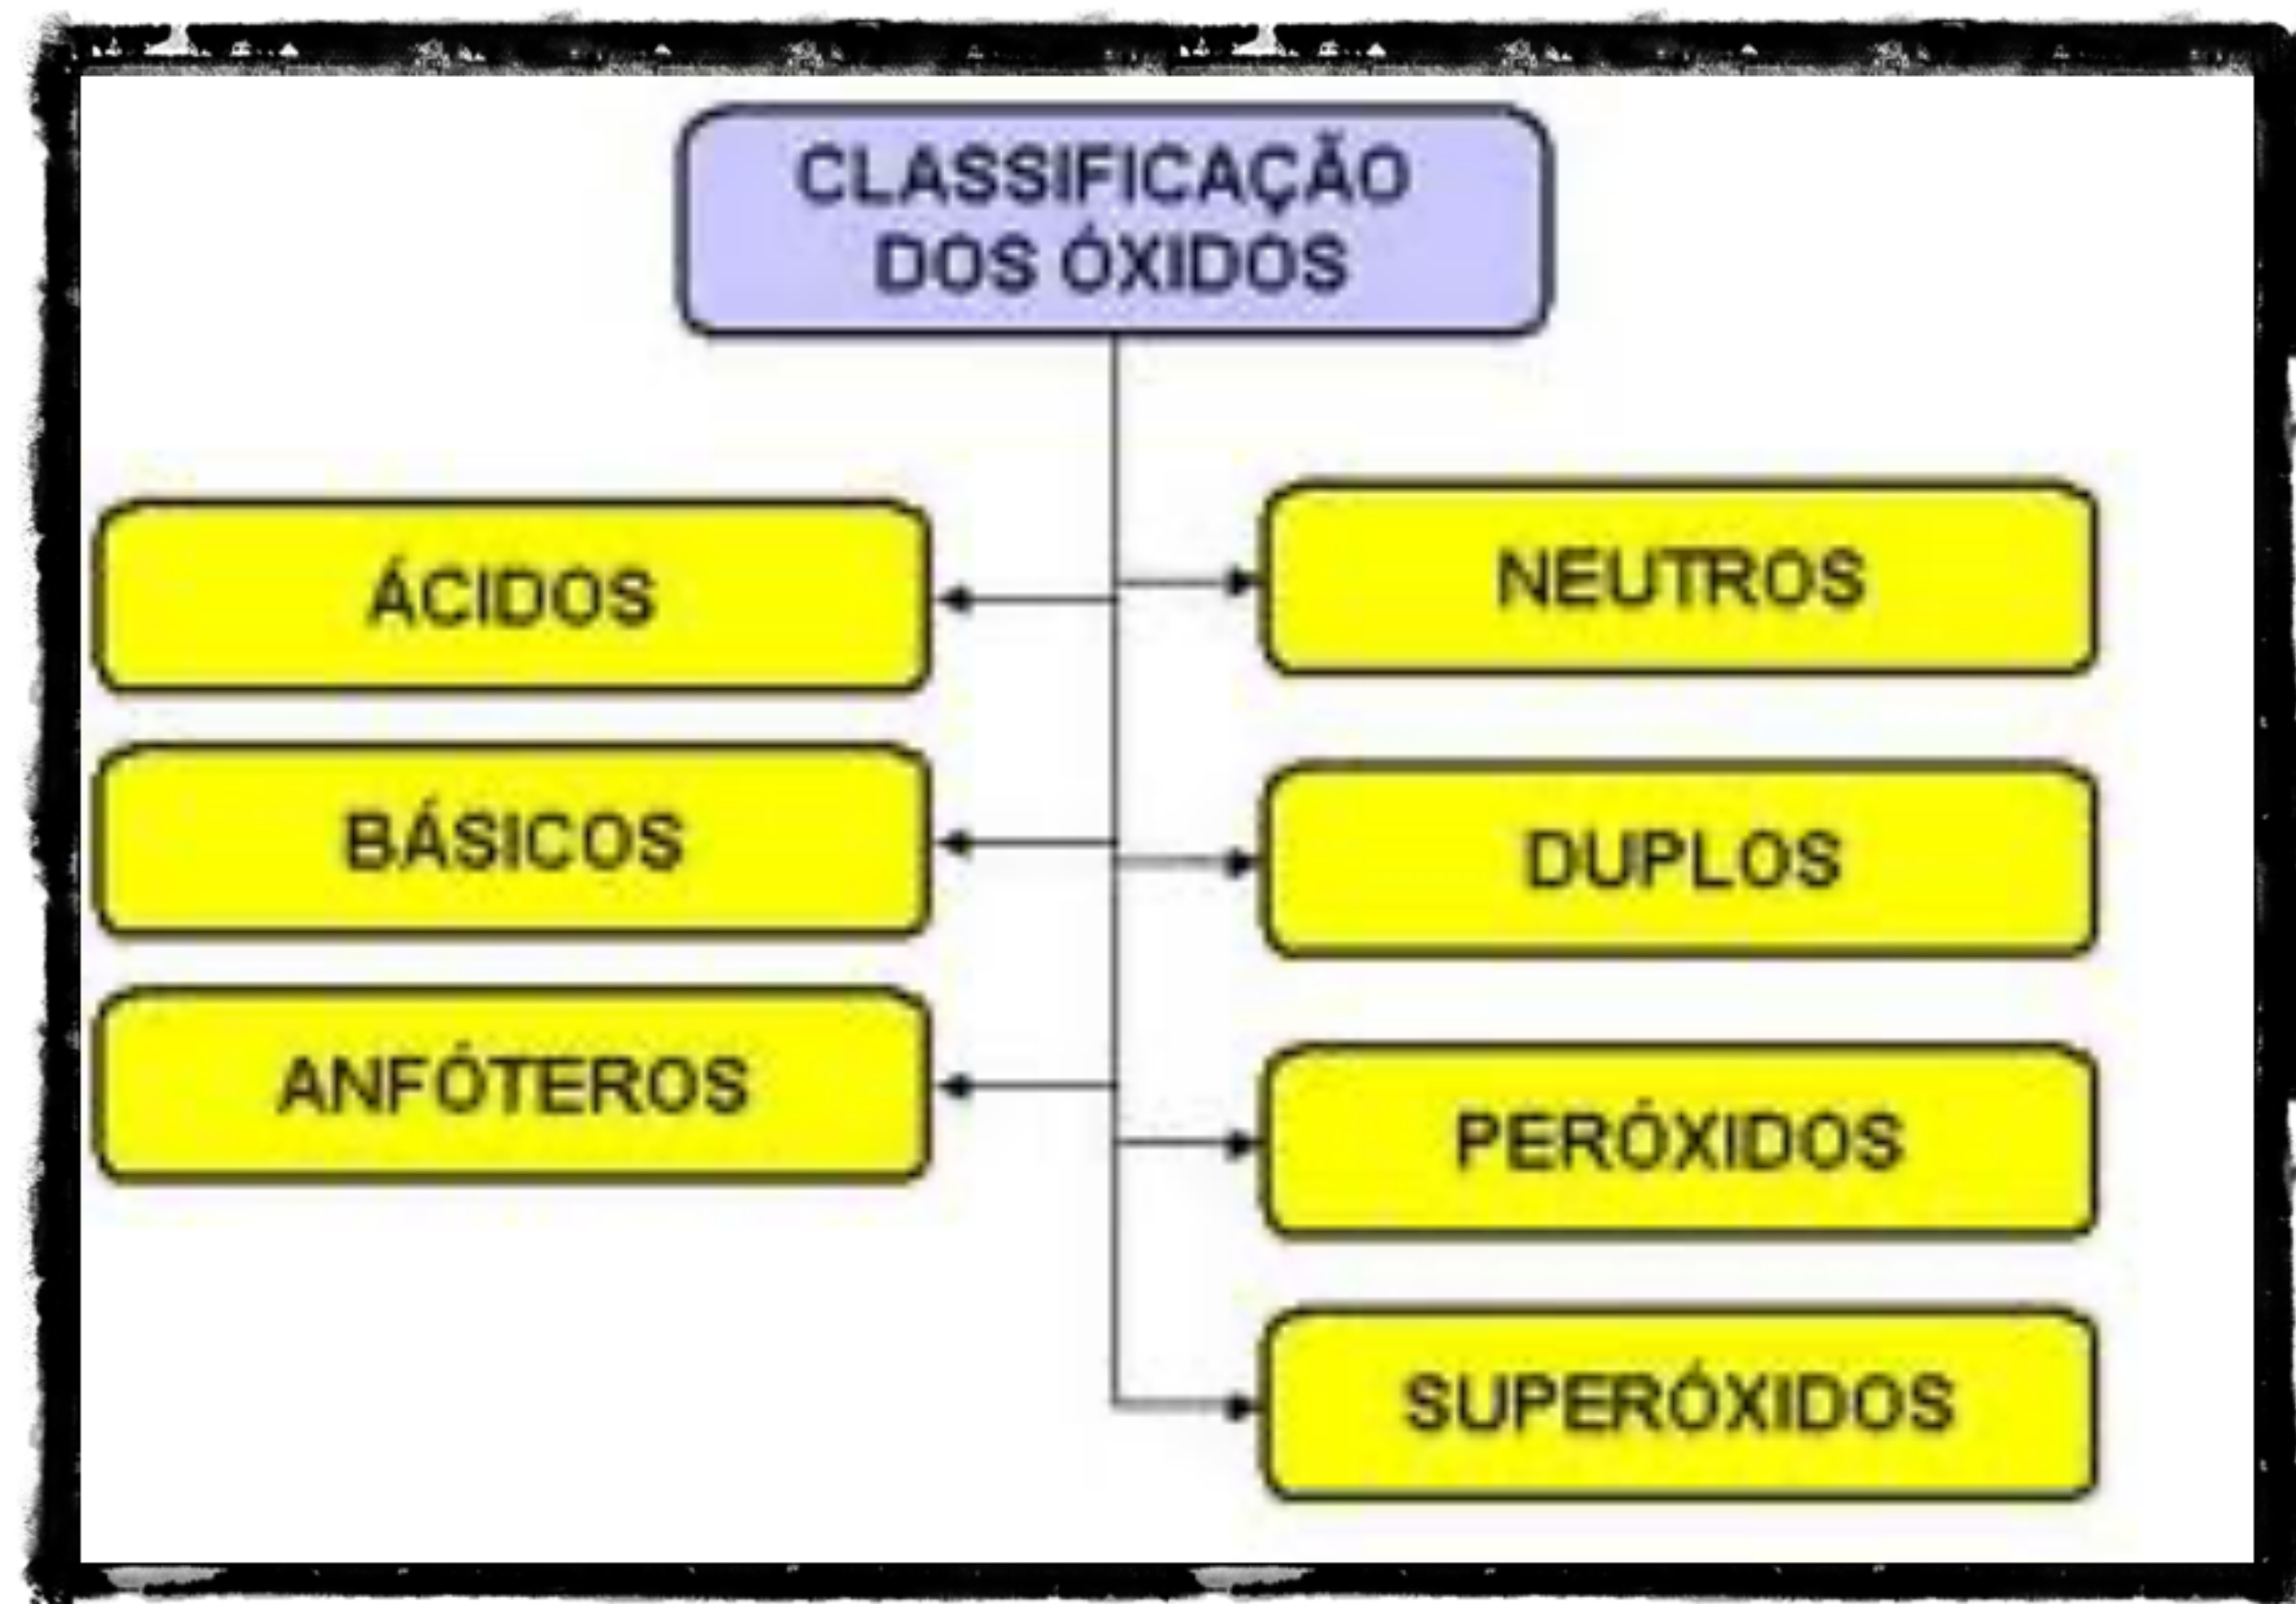 CLASSIFICAÇÃO
DOS ÓXIDOS
ÁCIDOS
BÁSICOS
ANFÓTEROS
NEUTROS
DUPLOS
PERÓXIDOS
SUPERÓXIDOS